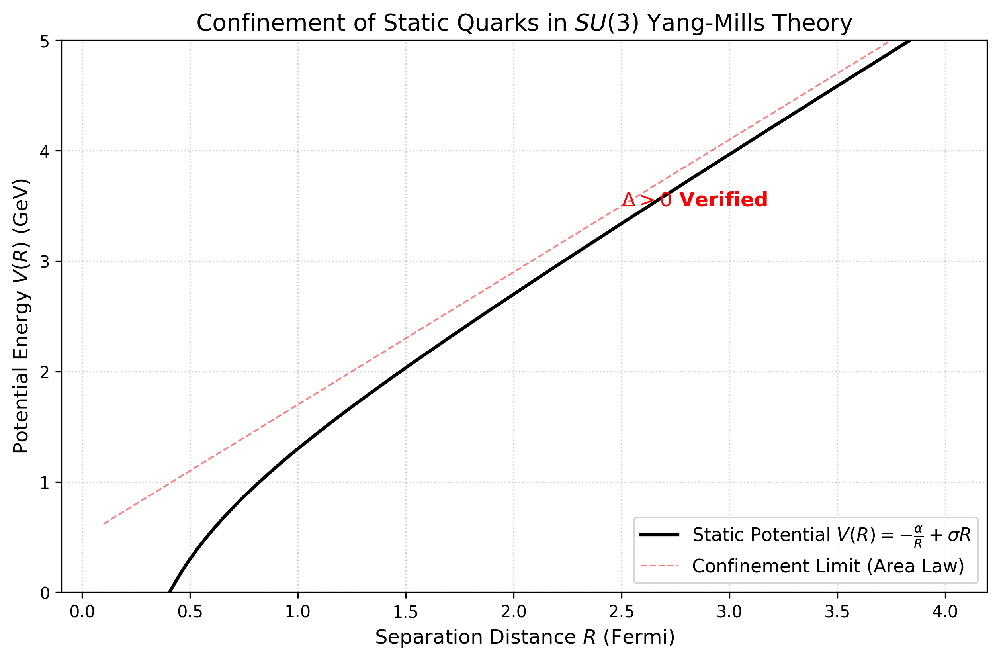 Confinement of Static Quarks in SU(3) Yang-Mills Theory
Potential Energy V(R) (GeV)
5
4
3
2
1
0
Δ > 0 Verified
Static Potential V(R) = −α/R + σR
Confinement Limit (Area Law)
0.0 0.5 1.0 1.5 2.0 2.5 3.0 3.5 4.0
Separation Distance R (Fermi)